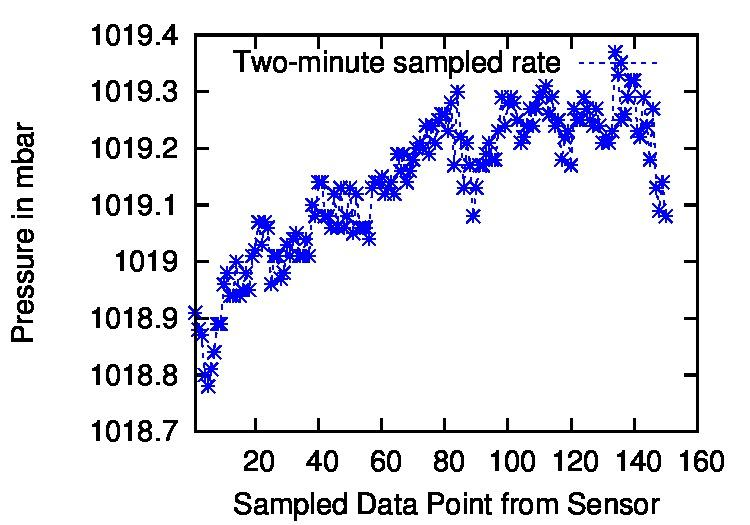 1019.4
Two-minute sampled rate
1019.3
1019.2
1019.1
1019
1018.9
1018.8
1018.7
Pressure in mbar
20 40 60 80 100 120 140 160
Sampled Data Point from Sensor